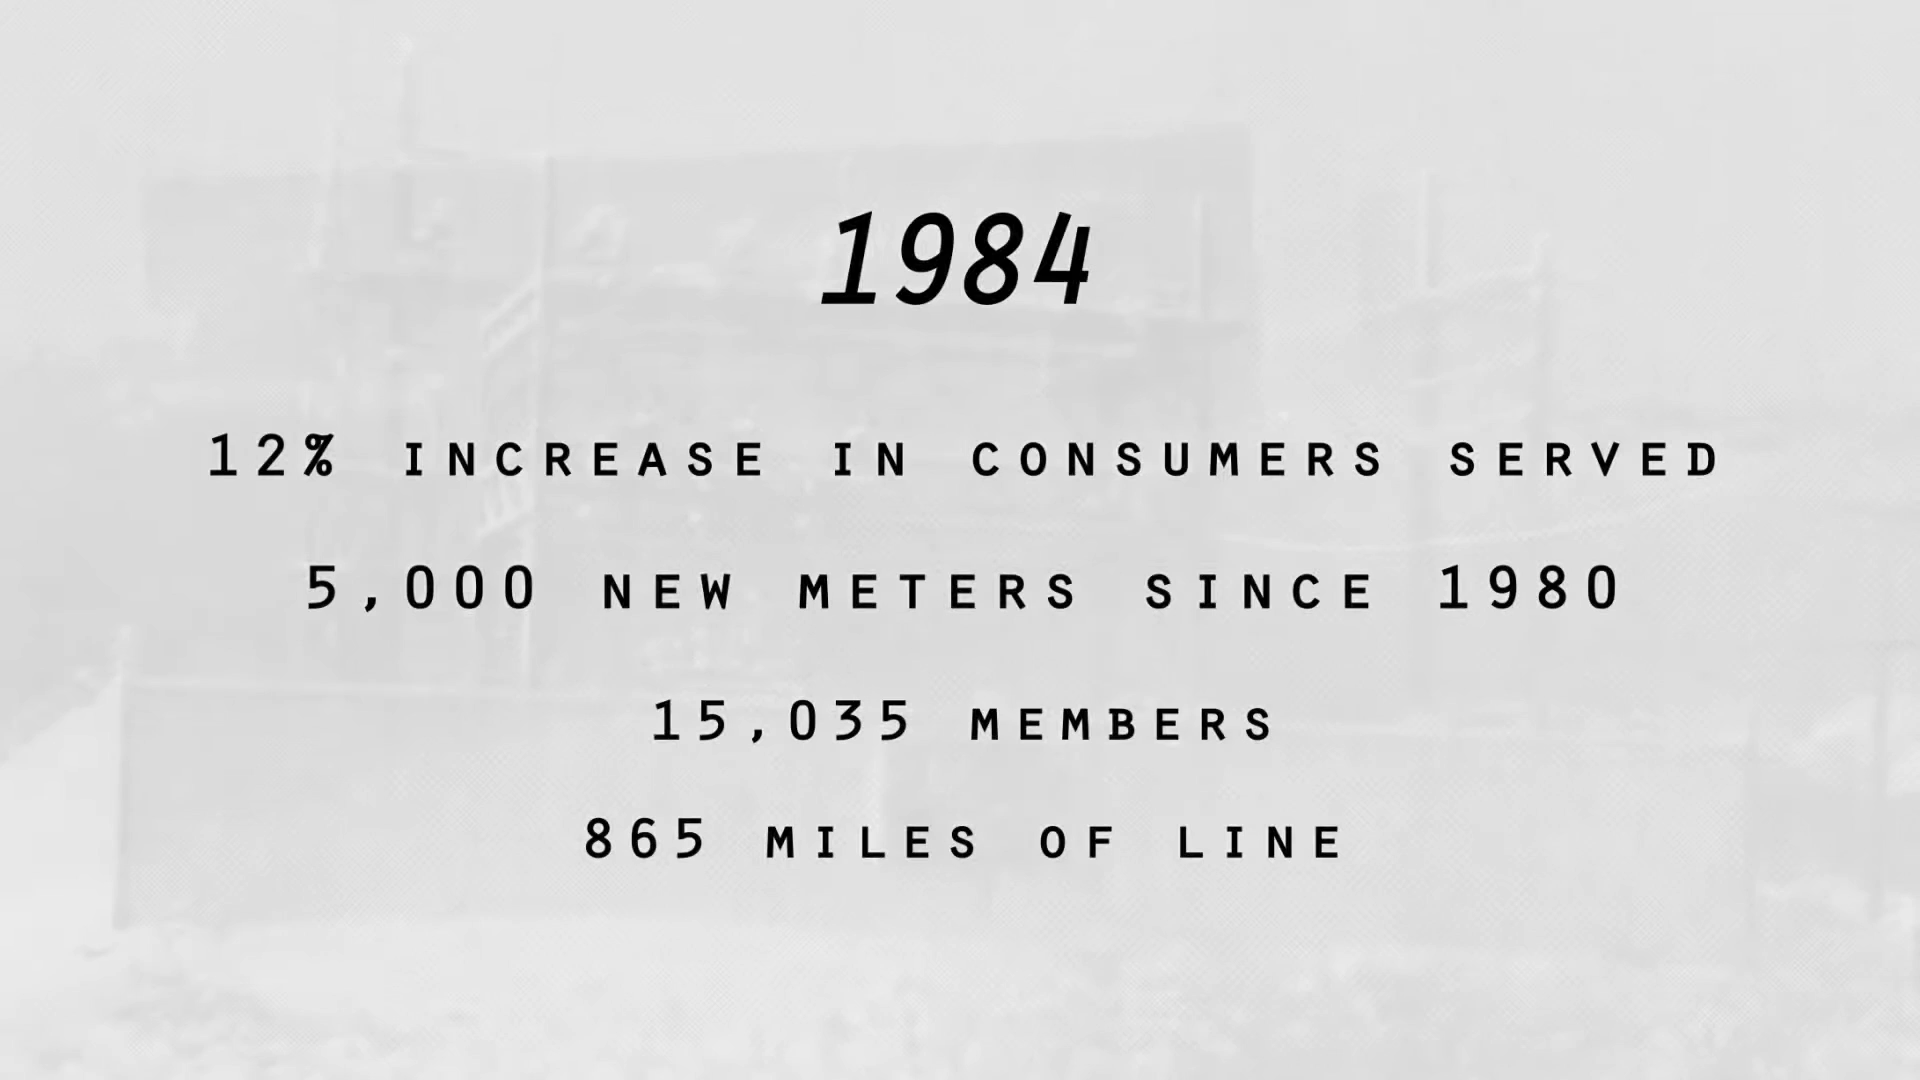 1984
12% INCREASE IN CONSUMERS SERVED
5,000 NEW METERS SINCE 1980
15,035 MEMBERS
865 MILES OF LINE